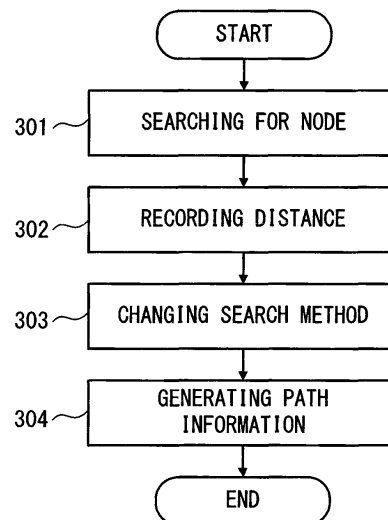 START
301
SEARCHING FOR NODE
302
RECORDING DISTANCE
303
CHANGING SEARCH METHOD
304
GENERATING PATH
INFORMATION
END